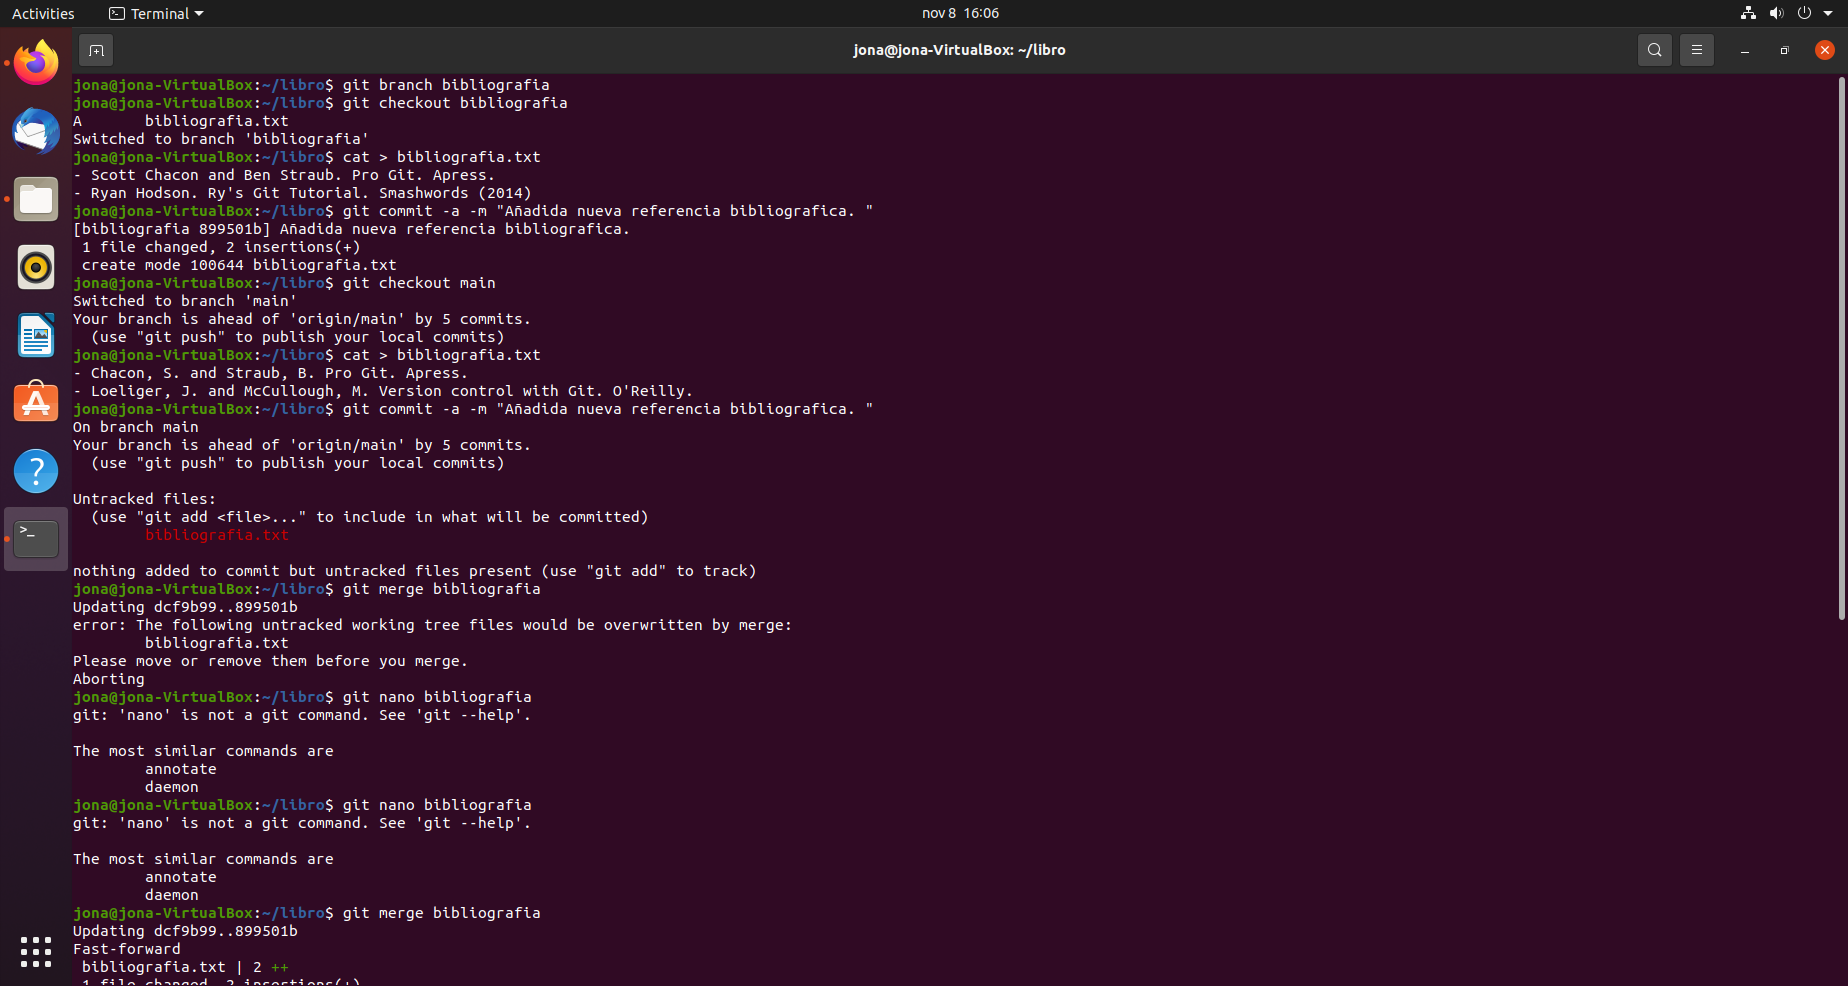 Activities
Terminal
nov 8 16:06
jona@jona-VirtualBox: ~/libro
jona@jona-VirtualBox:~/libro$ git branch bibliografia
jona@jona-VirtualBox:~/libro$ git checkout bibliografia
A       bibliografia.txt
Switched to branch 'bibliografia'
jona@jona-VirtualBox:~/libro$ cat > bibliografia.txt
- Scott Chacon and Ben Straub. Pro Git. Apress.
- Ryan Hodson. Ry's Git Tutorial. Smashwords (2014)
jona@jona-VirtualBox:~/libro$ git commit -a -m "Añadida nueva referencia bibliografica. "
[bibliografia 899501b] Añadida nueva referencia bibliografica.
 1 file changed, 2 insertions(+)
 create mode 100644 bibliografia.txt
jona@jona-VirtualBox:~/libro$ git checkout main
Switched to branch 'main'
Your branch is ahead of 'origin/main' by 5 commits.
  (use "git push" to publish your local commits)
jona@jona-VirtualBox:~/libro$ cat > bibliografia.txt
- Chacon, S. and Straub, B. Pro Git. Apress.
- Loeliger, J. and McCullough, M. Version control with Git. O'Reilly.
jona@jona-VirtualBox:~/libro$ git commit -a -m "Añadida nueva referencia bibliografica. "
On branch main
Your branch is ahead of 'origin/main' by 5 commits.
  (use "git push" to publish your local commits)
Untracked files:
  (use "git add <file>..." to include in what will be committed)
        bibliografia.txt
nothing added to commit but untracked files present (use "git add" to track)
jona@jona-VirtualBox:~/libro$ git merge bibliografia
Updating dcf9b99..899501b
error: The following untracked working tree files would be overwritten by merge:
        bibliografia.txt
Please move or remove them before you merge.
Aborting
jona@jona-VirtualBox:~/libro$ git nano bibliografia
git: 'nano' is not a git command. See 'git --help'.
The most similar commands are
        annotate
        daemon
jona@jona-VirtualBox:~/libro$ git nano bibliografia
git: 'nano' is not a git command. See 'git --help'.
The most similar commands are
        annotate
        daemon
jona@jona-VirtualBox:~/libro$ git merge bibliografia
Updating dcf9b99..899501b
Fast-forward
 bibliografia.txt | 2 ++
 1 file changed, 2 insertions(+)